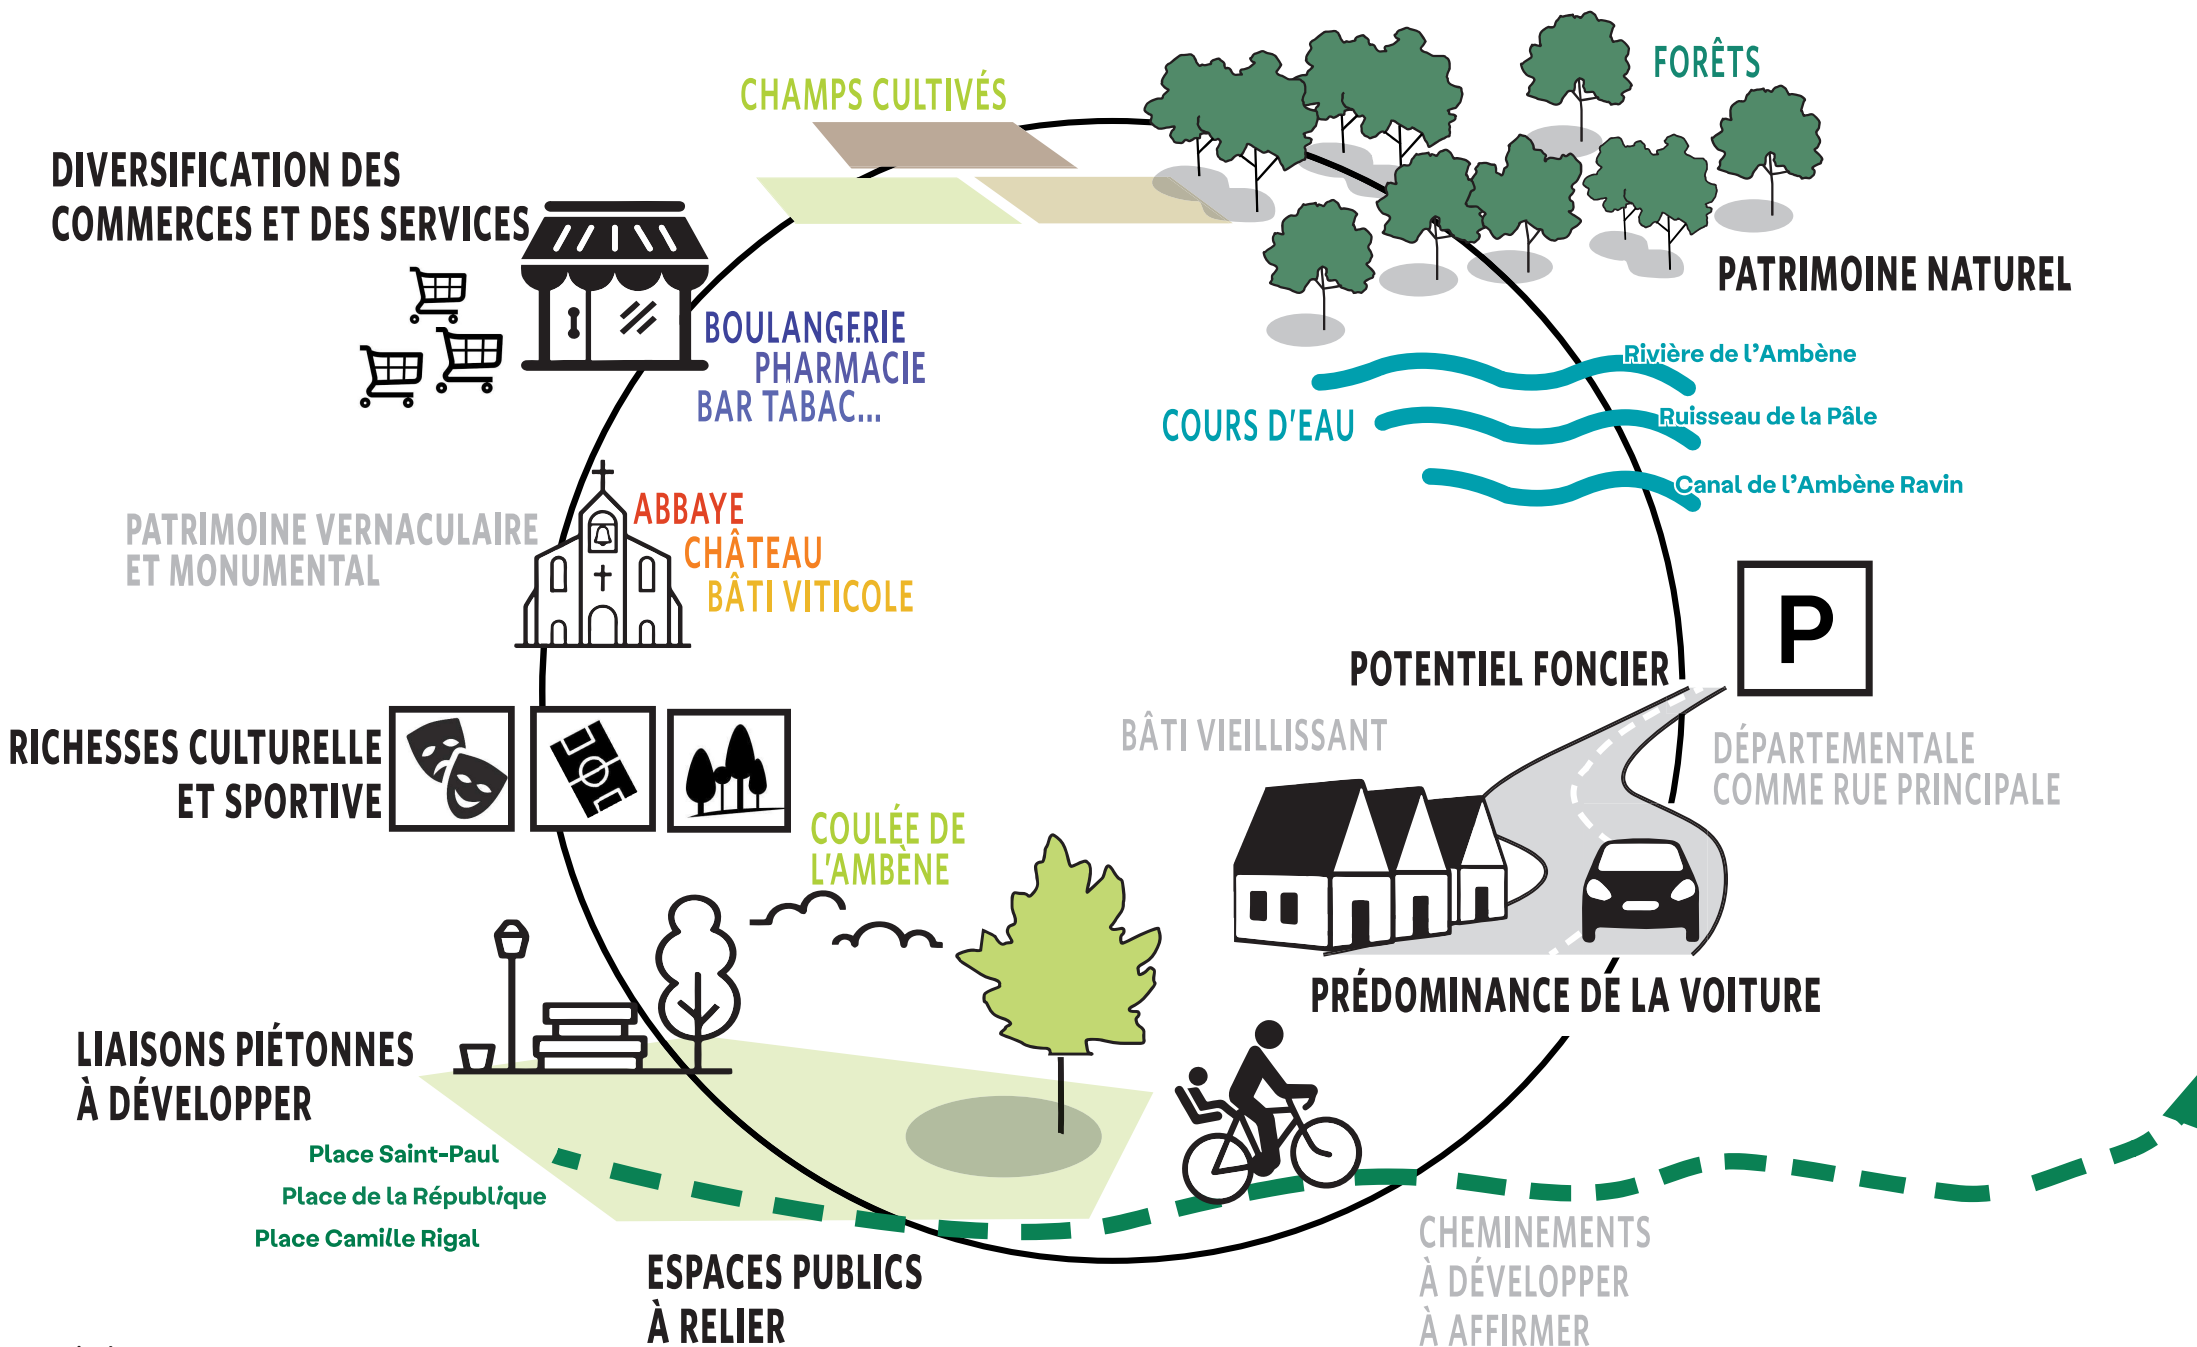 CHAMPS CULTIVÉS
FORÊTS
DIVERSIFICATION DES
COMMERCES ET DES SERVICES
PATRIMOINE NATUREL
BOULANGERIE
PHARMACIE
BAR TABAC...
Rivière de l'Ambène
COURS D'EAU
Ruisseau de la Pâle
Canal de l'Ambène Ravin
PATRIMOINE VERNACULAIRE
ET MONUMENTAL
ABBAYE
CHÂTEAU
BÂTI VITICOLE
P
POTENTIEL FONCIER
BÂTI VIEILLISSANT
DÉPARTEMENTALE
COMME RUE PRINCIPALE
RICHESSES CULTURELLE
ET SPORTIVE
COULÉE DE
L'AMBÈNE
PRÉDOMINANCE DE LA VOITURE
LIAISONS PIÉTONNES
À DÉVELOPPER
Place Saint-Paul
Place de la République
Place Camille Rigal
ESPACES PUBLICS
À RELIER
CHEMINEMENTS
À DÉVELOPPER
À AFFIRMER